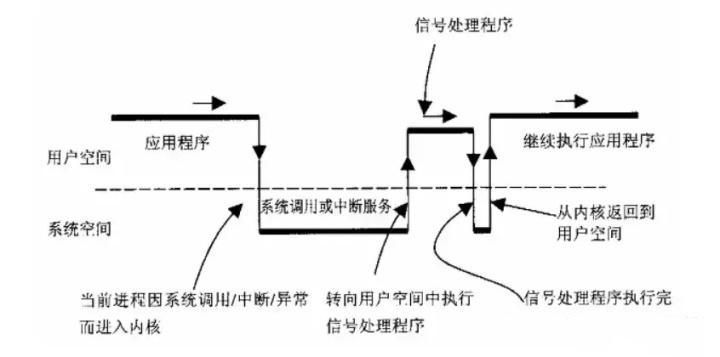 信号处理程序
应用程序
继续执行应用程序
用户空间
系统调用或中断服务
系统空间
从内核返回到
用户空间
当前进程因系统调用/中断/异常
而进入内核
转向用户空间中执行
信号处理程序
信号处理程序执行完